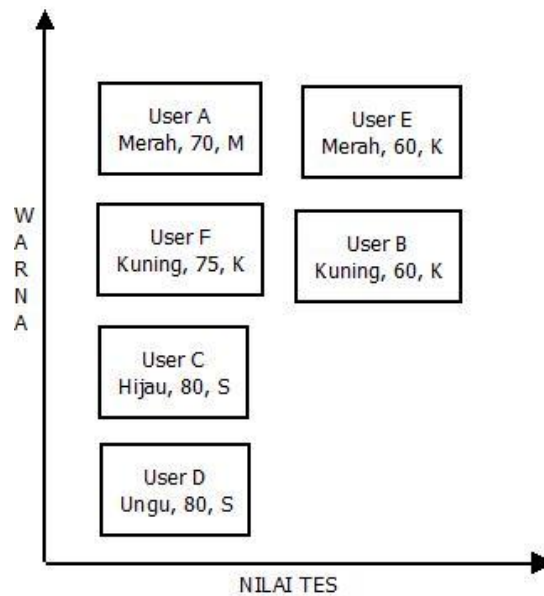 User A
Merah, 70, M
User E
Merah, 60, K
W
A
R
N
A
User F
Kuning, 75, K
User B
Kuning, 60, K
User C
Hijau, 80, S
User D
Ungu, 80, S
NILAI TES